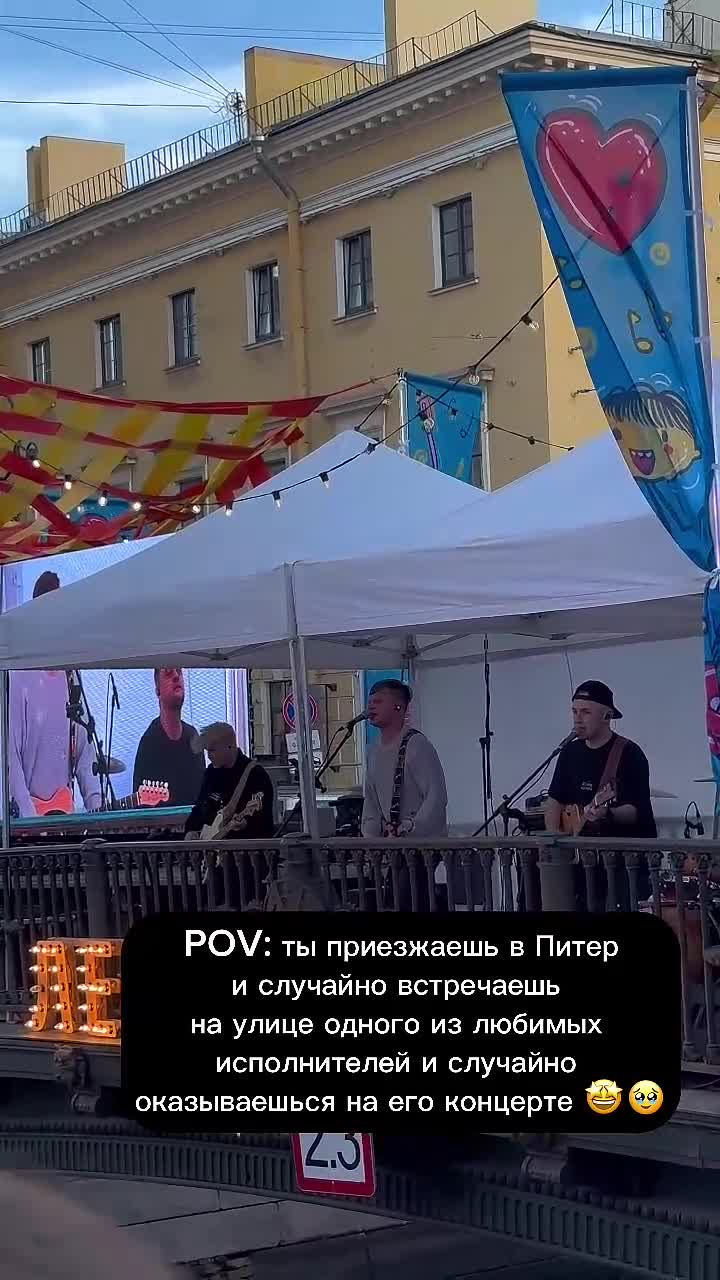 ЛЕ
POV: ты приезжаешь в Питер
и случайно встречаешь
на улице одного из любимых
исполнителей и случайно
оказываешься на его концерте 🤩🥹
2.3